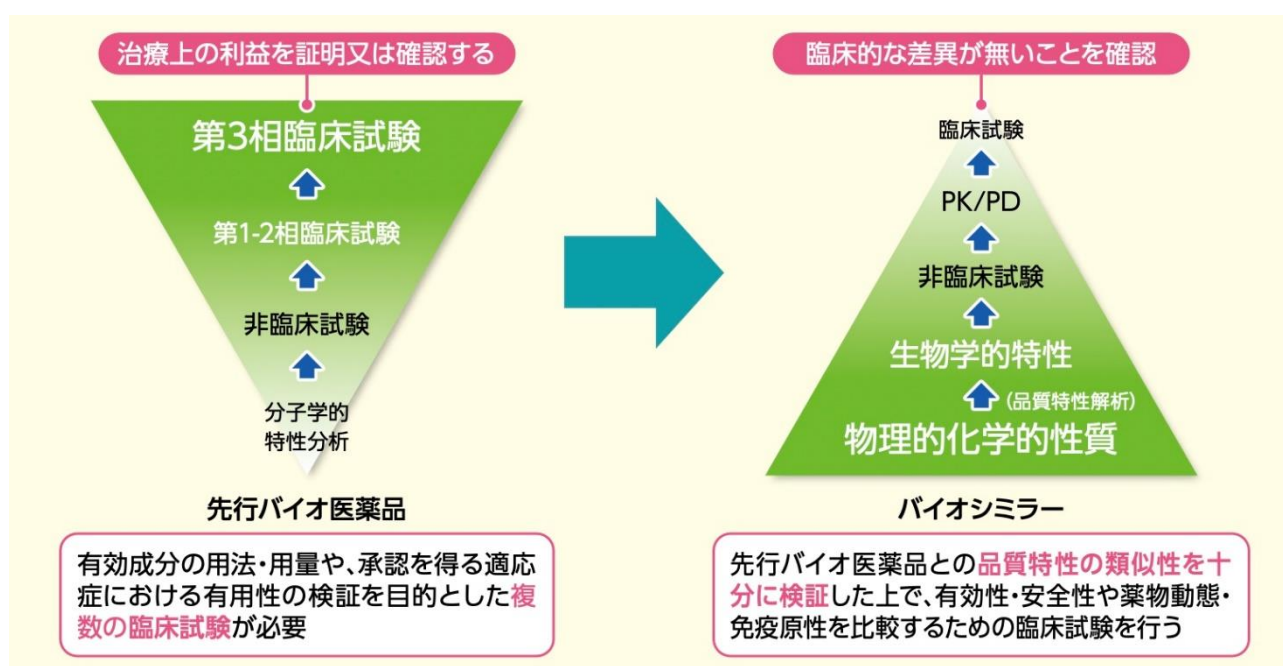 治療上の利益を証明又は確認する
第3相臨床試験
第1-2相臨床試験
非臨床試験
分子学的
特性分析
先行バイオ医薬品
有効成分の用法・用量や、承認を得る適応
症における有用性の検証を目的とした複
数の臨床試験が必要
臨床的な差異が無いことを確認
臨床試験
PK/PD
非臨床試験
生物学的特性
(品質特性解析)
物理的化学的性質
バイオシミラー
先行バイオ医薬品との品質特性の類似性を十
分に検証した上で、有効性・安全性や薬物動態・
免疫原性を比較するための臨床試験を行う